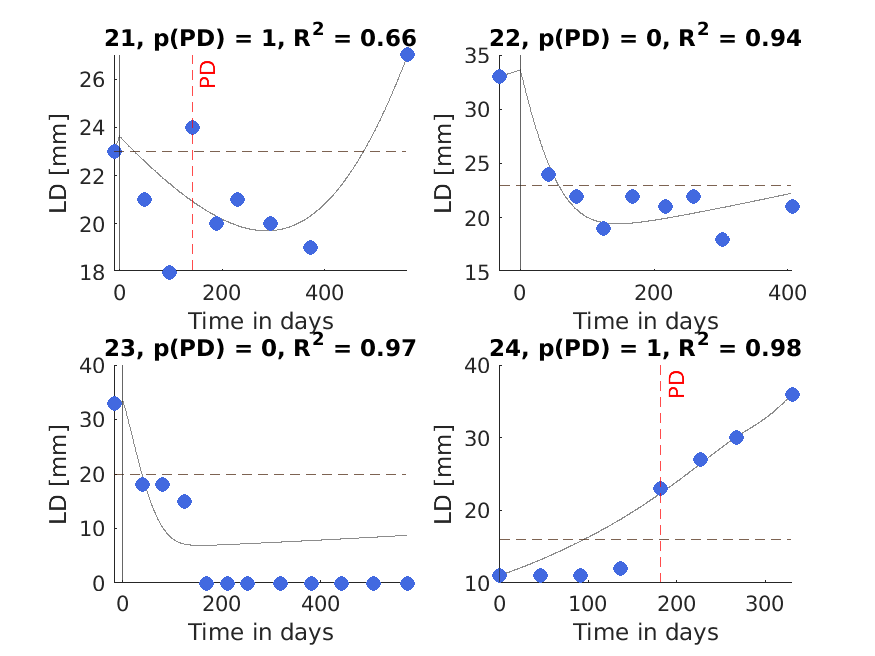 21, p(PD) = 1, R² = 0.66
26
24
22
20
18
LD [mm]
PD
0
200
400
Time in days
22, p(PD) = 0, R² = 0.94
35
30
25
20
15
LD [mm]
0
200
400
Time in days
23, p(PD) = 0, R² = 0.97
40
30
20
10
0
LD [mm]
0
200
400
Time in days
24, p(PD) = 1, R² = 0.98
40
30
20
10
LD [mm]
PD
0
100
200
300
Time in days